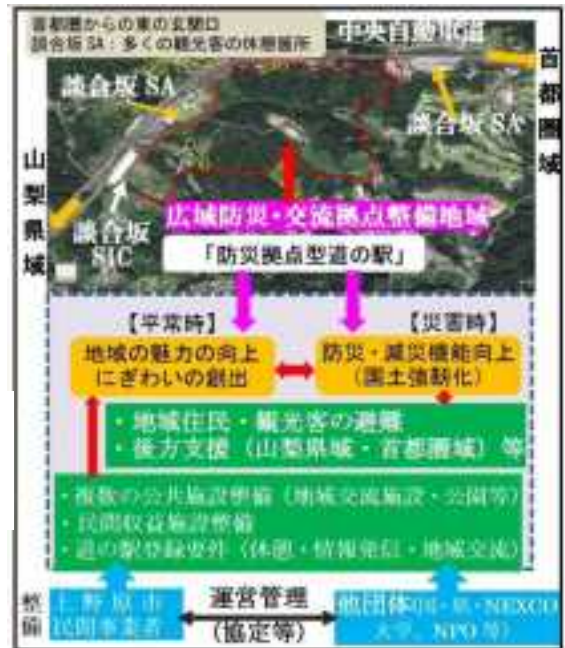 首都圏からの東の玄関口
談合坂SA：多くの観光客の休憩箇所
中央自動車道
首都圏域
談合坂SA
談合坂SA
山梨県域
談合坂
SIC
広域防災・交流拠点整備地域
「防災拠点型道の駅」
【平常時】
【災害時】
地域の魅力の向上
にぎわいの創出
防災・減災機能向上
（国土強靱化）
・地域住民・観光客の避難
・後方支援（山梨県域・首都圏域）等
・複数の公共施設整備（地域交流施設・公園等）
・民間収益施設整備
・道の駅登録要件（休憩・情報発信・地域交流）
整備
上野原市
民間事業者
運営管理
（協定等）
他団体（国・県・NEXCO
大学、NPO等）